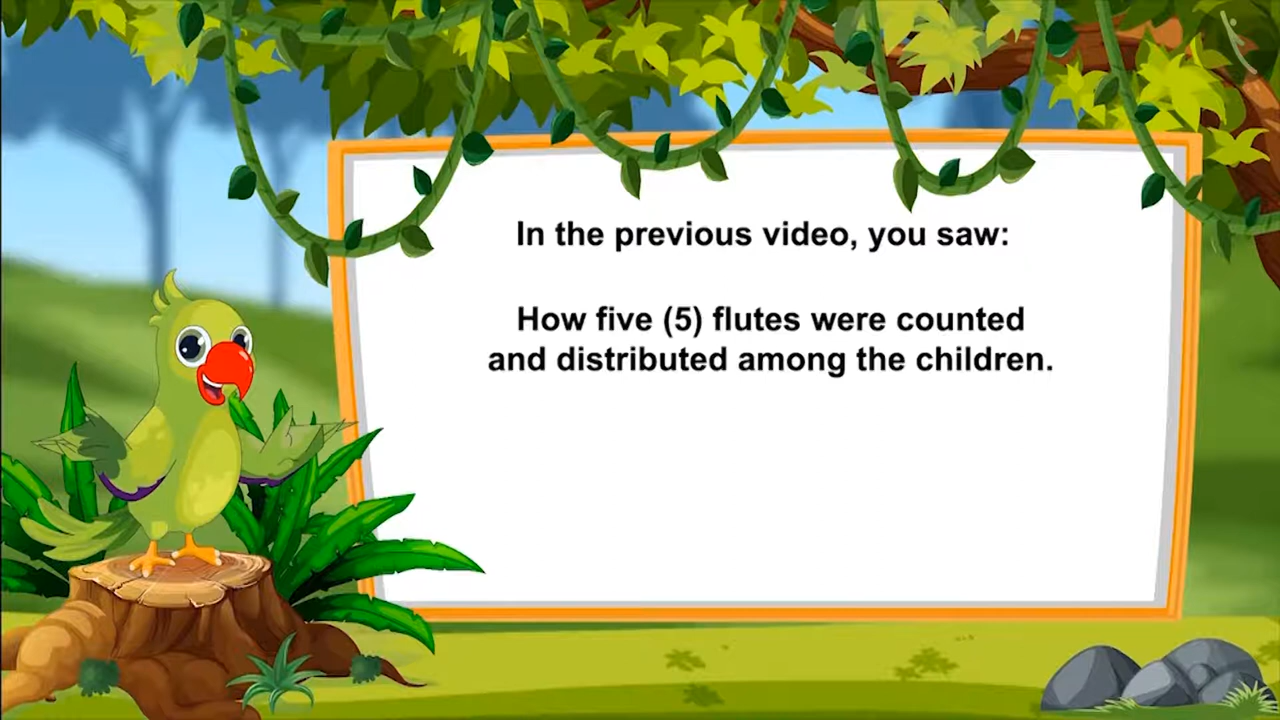 In the previous video, you saw:
How five (5) flutes were counted
and distributed among the children.